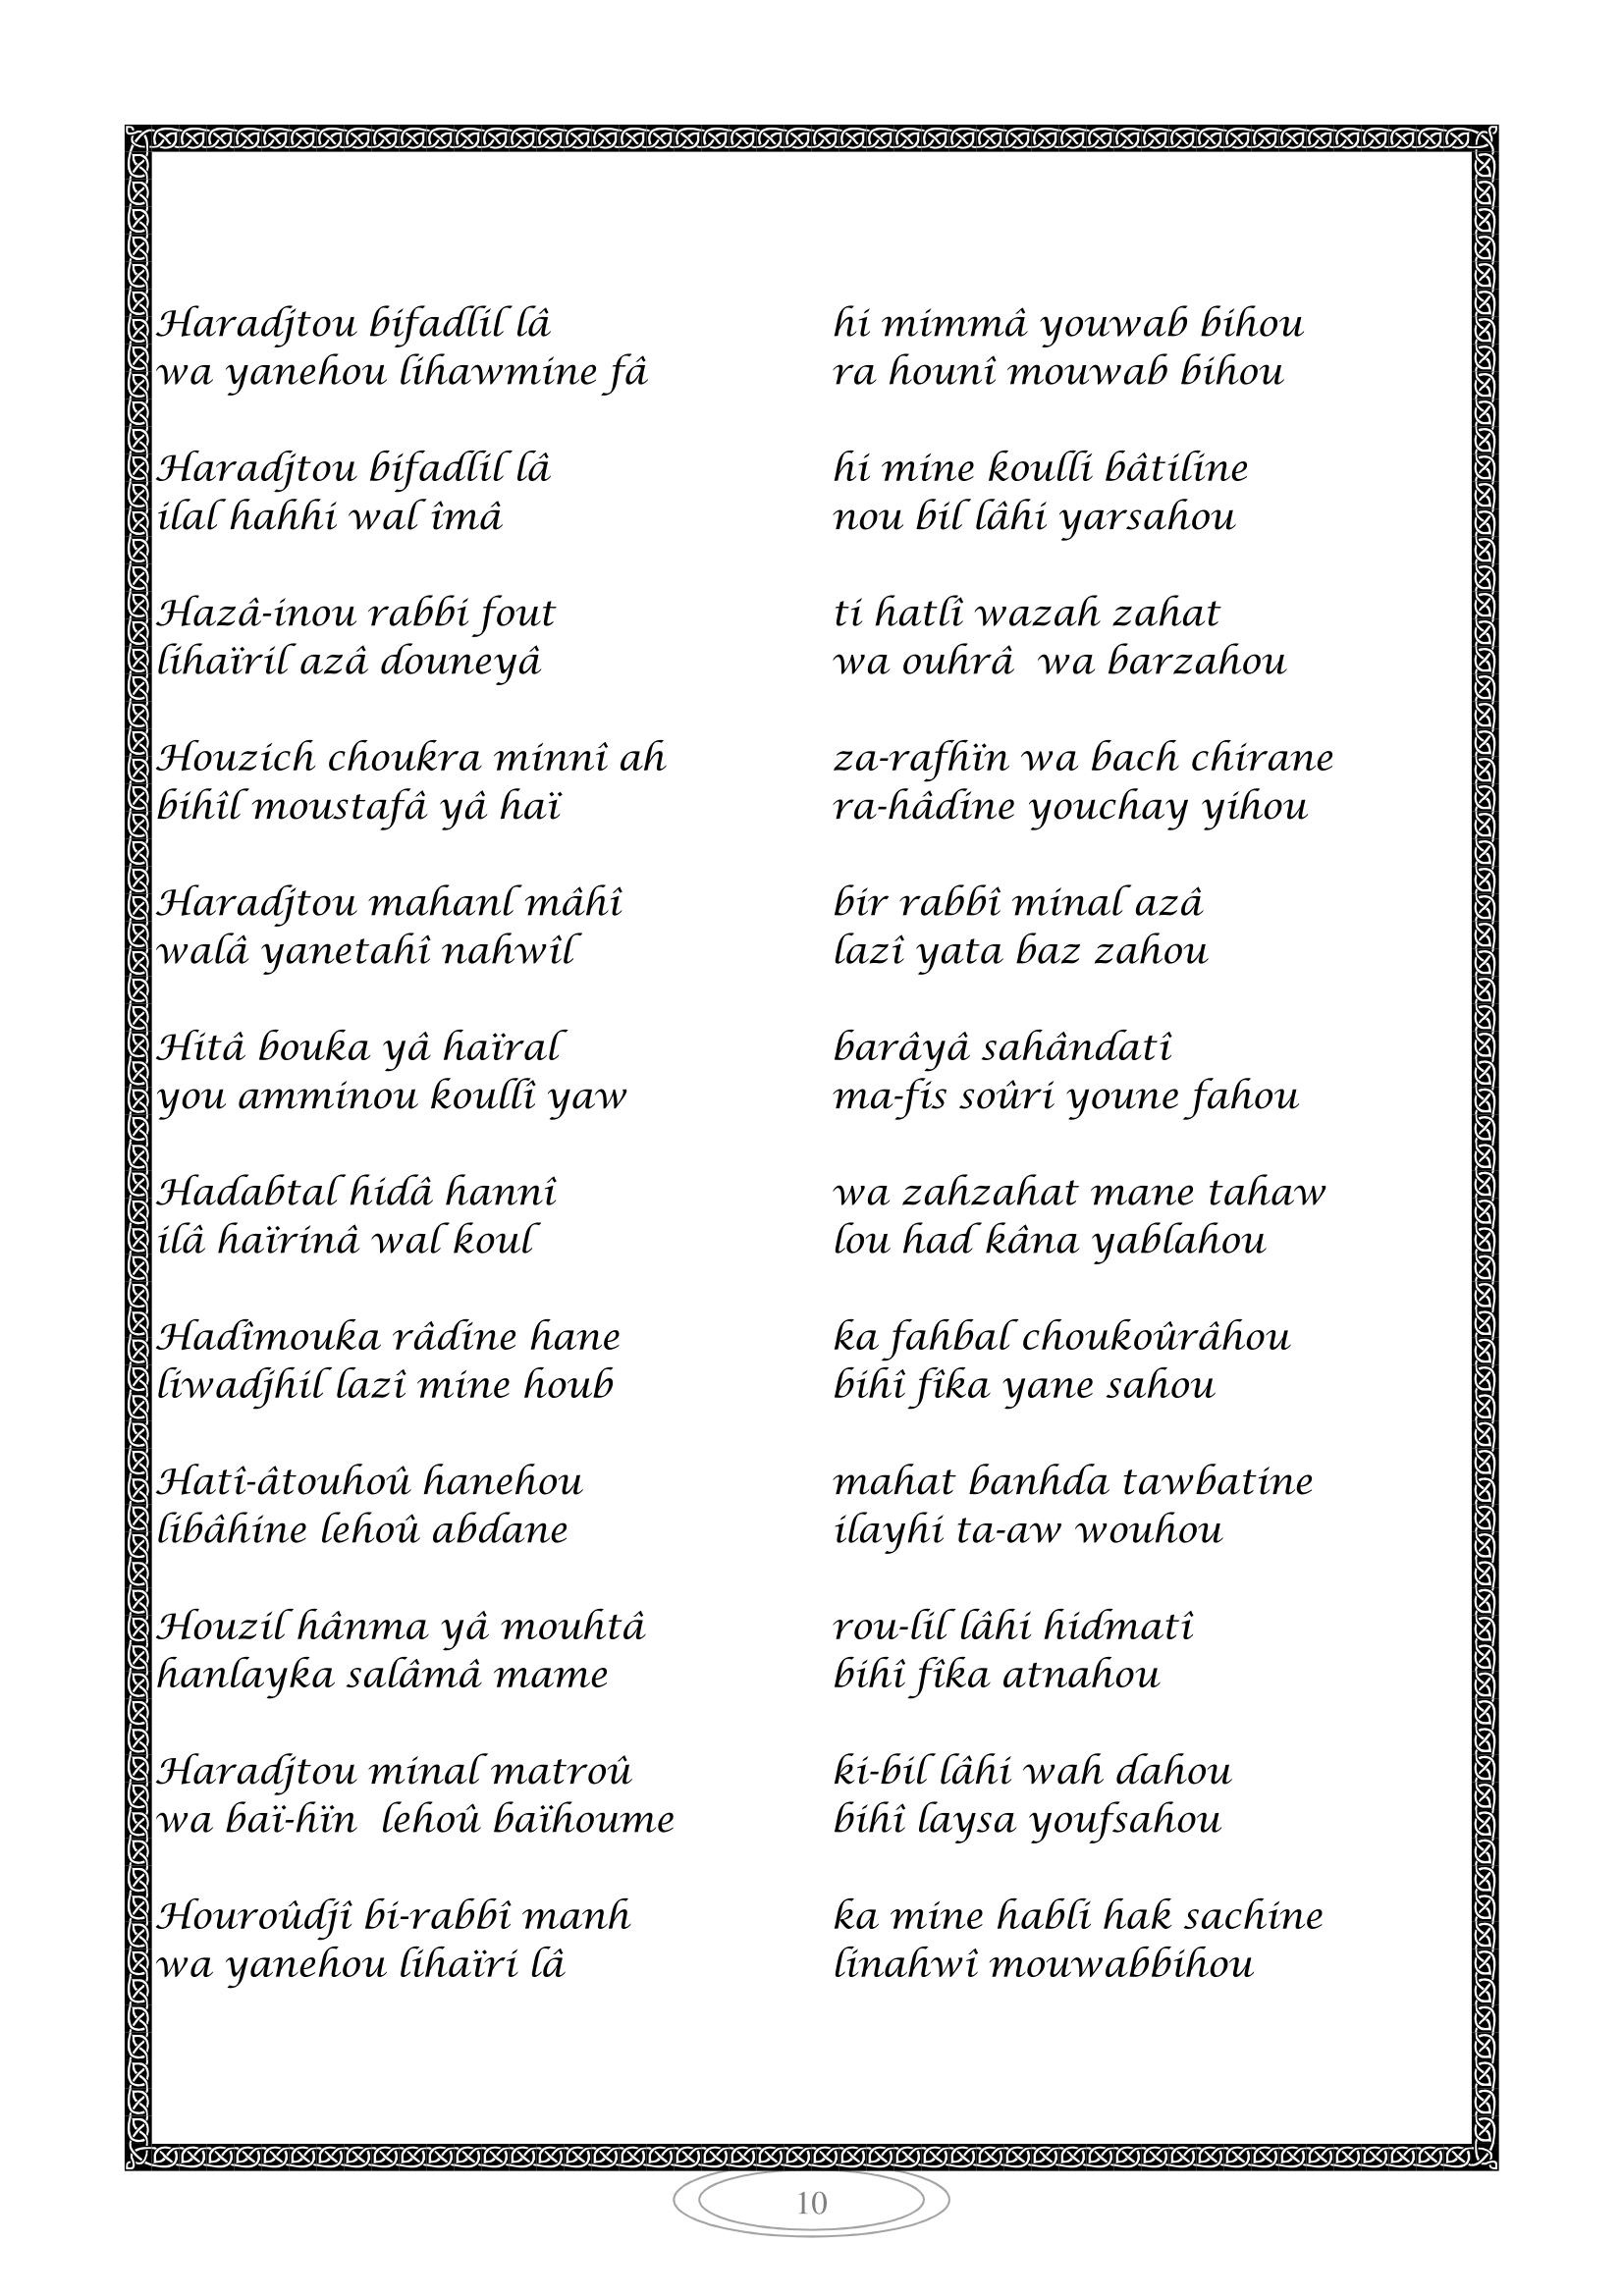 Haradjtou bifadlil lâ hi mimmâ youwab bihou
wa yanehou lihawmine fâ ra hounî mouwab bihou
Haradjtou bifadlil lâ hi mine koulli bâtiline
ilal hahhi wal îmâ nou bil lâhi yarsahou
Hazâ-inou rabbi fout ti hatlî wazah zahat
lihaïril azâ douneyâ wa ouhrâ wa barzahou
Houzich choukra minnî ah za-rafhïn wa bach chirane
bihîl moustafâ yâ haï ra-hâdine youchay yihou
Haradjtou mahanl mâhî bir rabbî minal azâ
walâ yanetahî nahwîl lazî yata baz zahou
Hitâ bouka yâ haïral barâyâ sahândatî
you amminou koullî yaw ma-fis soûri youne fahou
Hadabtal hidâ hannî wa zahzahat mane tahaw
ilâ haïrinâ wal koul lou had kâna yablahou
Hadîmouka râdine hane ka fahbal choukoûrâhou
liwadjhil lazî mine houb bihî fîka yane sahou
Hatî-âtouhoû hanehou mahat banhda tawbatine
libâhine lehoû abdane ilayhi ta-aw wouhou
Houzil hânma yâ mouhtâ rou-lil lâhi hidmatî
hanlayka salâmâ mame bihî fîka atnahou
Haradjtou minal matroû ki-bil lâhi wah dahou
wa baï-hïn lehoû baïhoume bihî laysa youfsahou
Houroûdjî bi-rabbî manh ka mine habli hak sachine
wa yanehou lihaïri lâ linahwî mouwabbihou
10